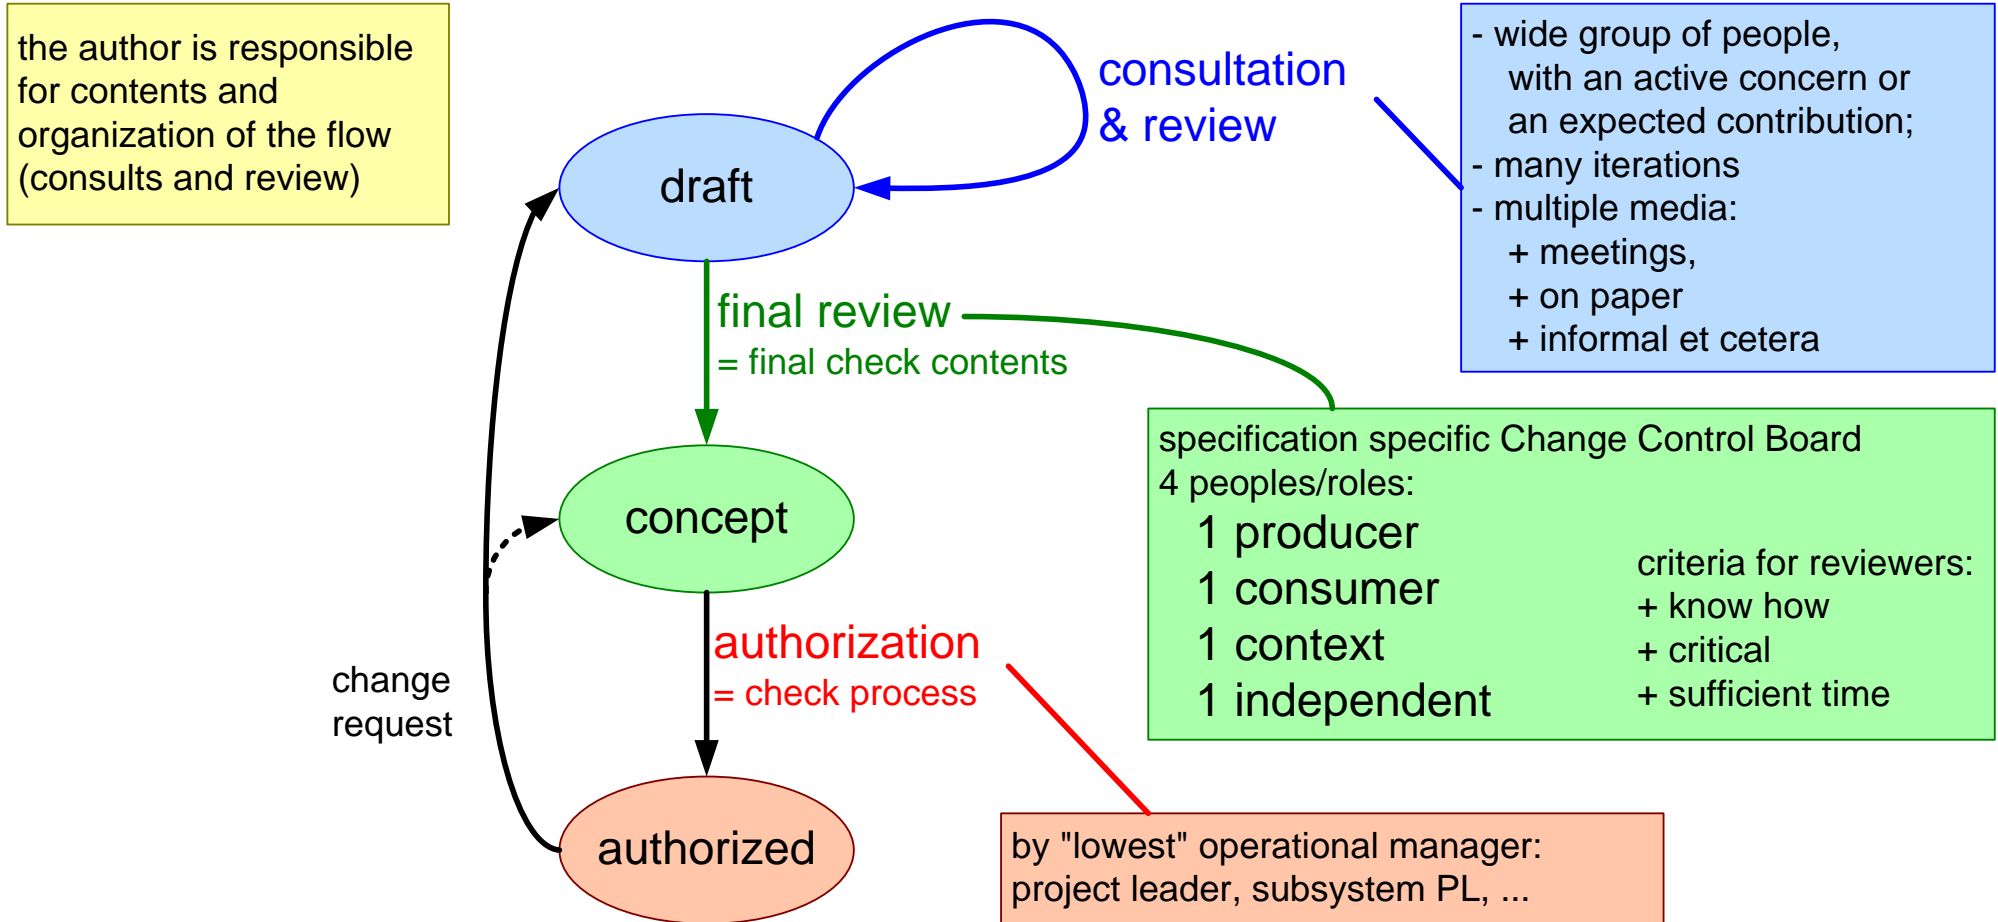 the author is responsible
for contents and
organization of the flow
(consults and review)
consultation
& review
- wide group of people,
with an active concern or
an expected contribution;
- many iterations
- multiple media:
+ meetings,
+ on paper
+ informal et cetera
draft
final review
= final check contents
specification specific Change Control Board
4 peoples/roles:
1 producer
1 consumer
1 context
1 independent
criteria for reviewers:
+ know how
+ critical
+ sufficient time
concept
authorization
= check process
change
request
authorized
by "lowest" operational manager:
project leader, subsystem PL, ...